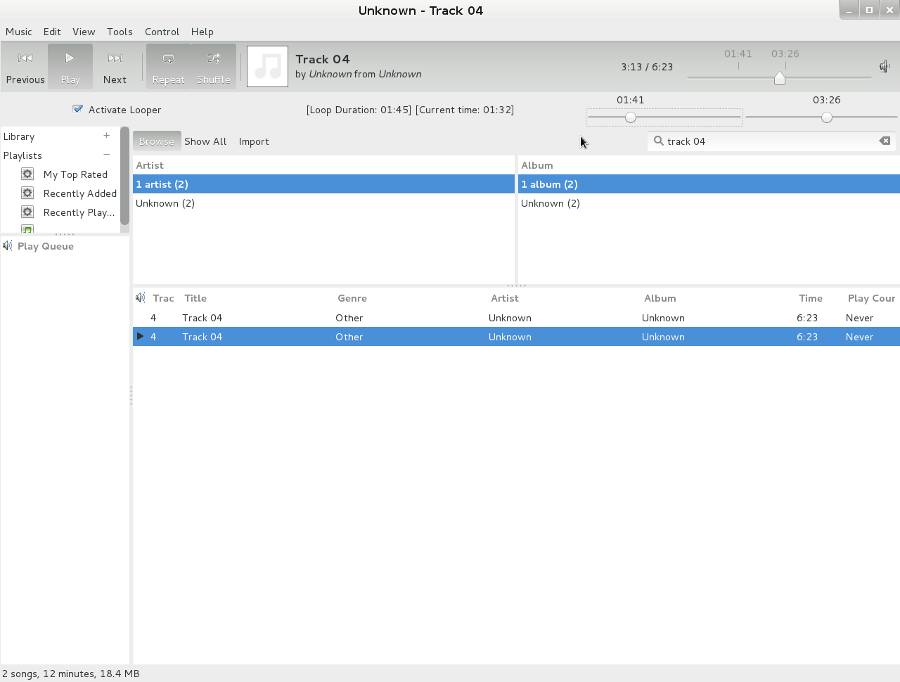 Unknown - Track 04
Music Edit View Tools Control Help
Previous Play Next Repeat Shuffle
Track 04
by Unknown from Unknown
3:13 / 6:23
01:41 03:26
Activate Looper
[Loop Duration: 01:45] [Current time: 01:32]
01:41 03:26
Library
Playlists
My Top Rated
Recently Added
Recently Play...
Play Queue
Browse Show All Import
track 04
Artist Album
1 artist (2) 1 album (2)
Unknown (2) Unknown (2)
Trac Title Genre Artist Album Time Play Cour
4 Track 04 Other Unknown Unknown 6:23 Never
4 Track 04 Other Unknown Unknown 6:23 Never
2 songs, 12 minutes, 18.4 MB